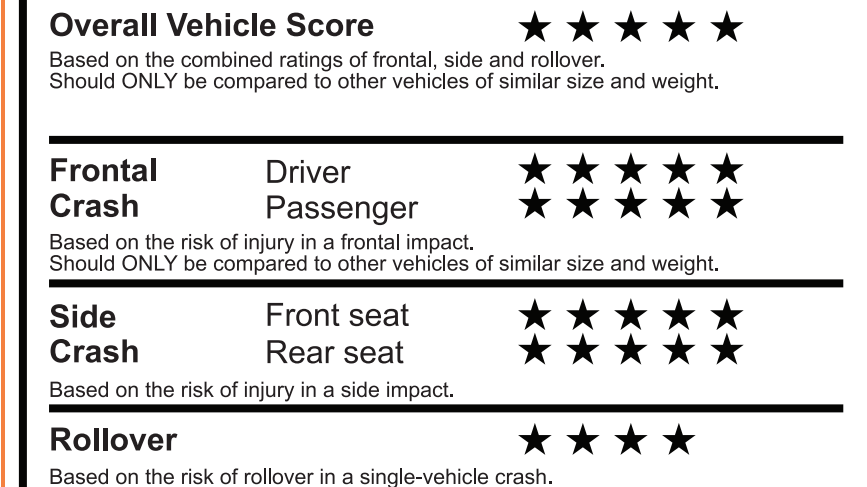 Overall Vehicle Score ★ ★ ★ ★ ★
Based on the combined ratings of frontal, side and rollover.
Should ONLY be compared to other vehicles of similar size and weight.
Frontal Driver ★ ★ ★ ★ ★
Crash Passenger ★ ★ ★ ★ ★
Based on the risk of injury in a frontal impact.
Should ONLY be compared to other vehicles of similar size and weight.
Side Front seat ★ ★ ★ ★ ★
Crash Rear seat ★ ★ ★ ★ ★
Based on the risk of injury in a side impact.
Rollover ★ ★ ★ ★
Based on the risk of rollover in a single-vehicle crash.